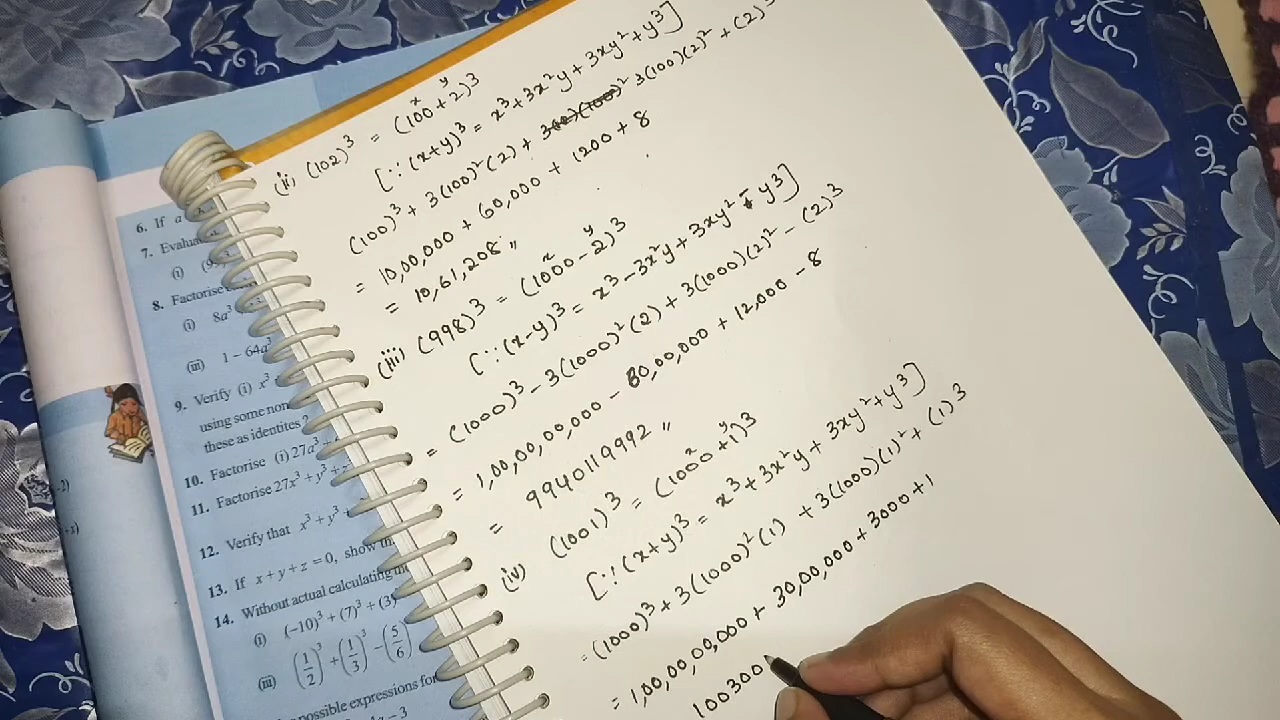 (ii) (102)³ = (100 + 2)³
x y
[∵ (x+y)³ = x³ + 3x²y + 3xy² + y³]
(100)³ + 3(100)²(2) + 3(100)(2)² + (2)³
= 10,00,000 + 60,000 + 1200 + 8
= 10,61,208 〃
(iii) (998)³ = (1000 - 2)³
x y
[∵ (x-y)³ = x³ - 3x²y + 3xy² - y³]
= (1000)³ - 3(1000)²(2) + 3(1000)(2)² - (2)³
= 1,00,00,00,000 - 60,00,000 + 12,000 - 8
= 9940119992 〃
(iv) (1001)³ = (1000 + 1)³
x y
[∵ (x+y)³ = x³ + 3x²y + 3xy² + y³]
= (1000)³ + 3(1000)²(1) + 3(1000)(1)² + (1)³
= 1,00,00,00,000 + 30,00,000 + 3000 + 1
100300
6. If a
7. Evalua
(i) (9
8. Factorise
(i) 8a³
(iii) 1 - 64a³
9. Verify (i) x³
using some non
these as identites?
10. Factorise (i) 27a³
11. Factorise 27x³ + y³ +
12. Verify that x³ + y³ +
13. If x + y + z = 0, show
14. Without actual calculating
(i) (-10)³ + (7)³ + (3)³
(iii) (1/2)³ + (1/3)³ - (5/6)
possible expressions for
- 3
-2)